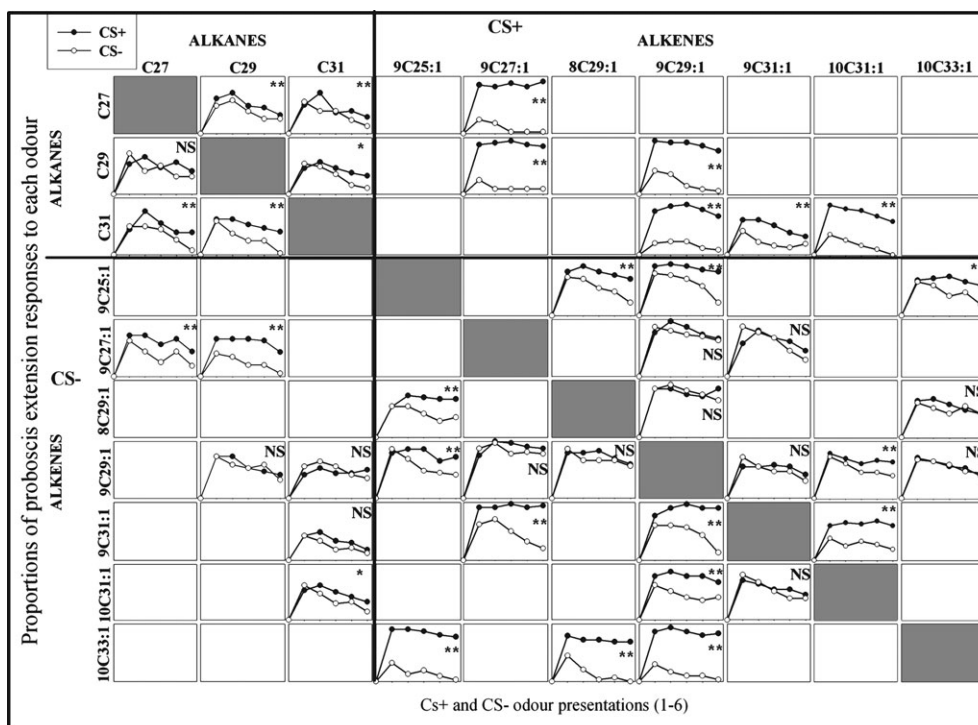 CS+
CS-
CS+
ALKANES
ALKENES
C27 C29 C31 9C25:1 9C27:1 8C29:1 9C29:1 9C31:1 10C31:1 10C33:1
Proportions of proboscis extension responses to each odour
ALKANES
CS-
ALKENES
C27 ** ** **
C29 NS * ** **
C31 ** ** ** ** **
9C25:1 ** ** *
9C27:1 ** ** NS NS
8C29:1 ** NS NS
9C29:1 NS NS ** NS NS NS ** NS
9C31:1 NS ** ** **
10C31:1 * ** NS
10C33:1 ** ** **
Cs+ and CS- odour presentations (1-6)